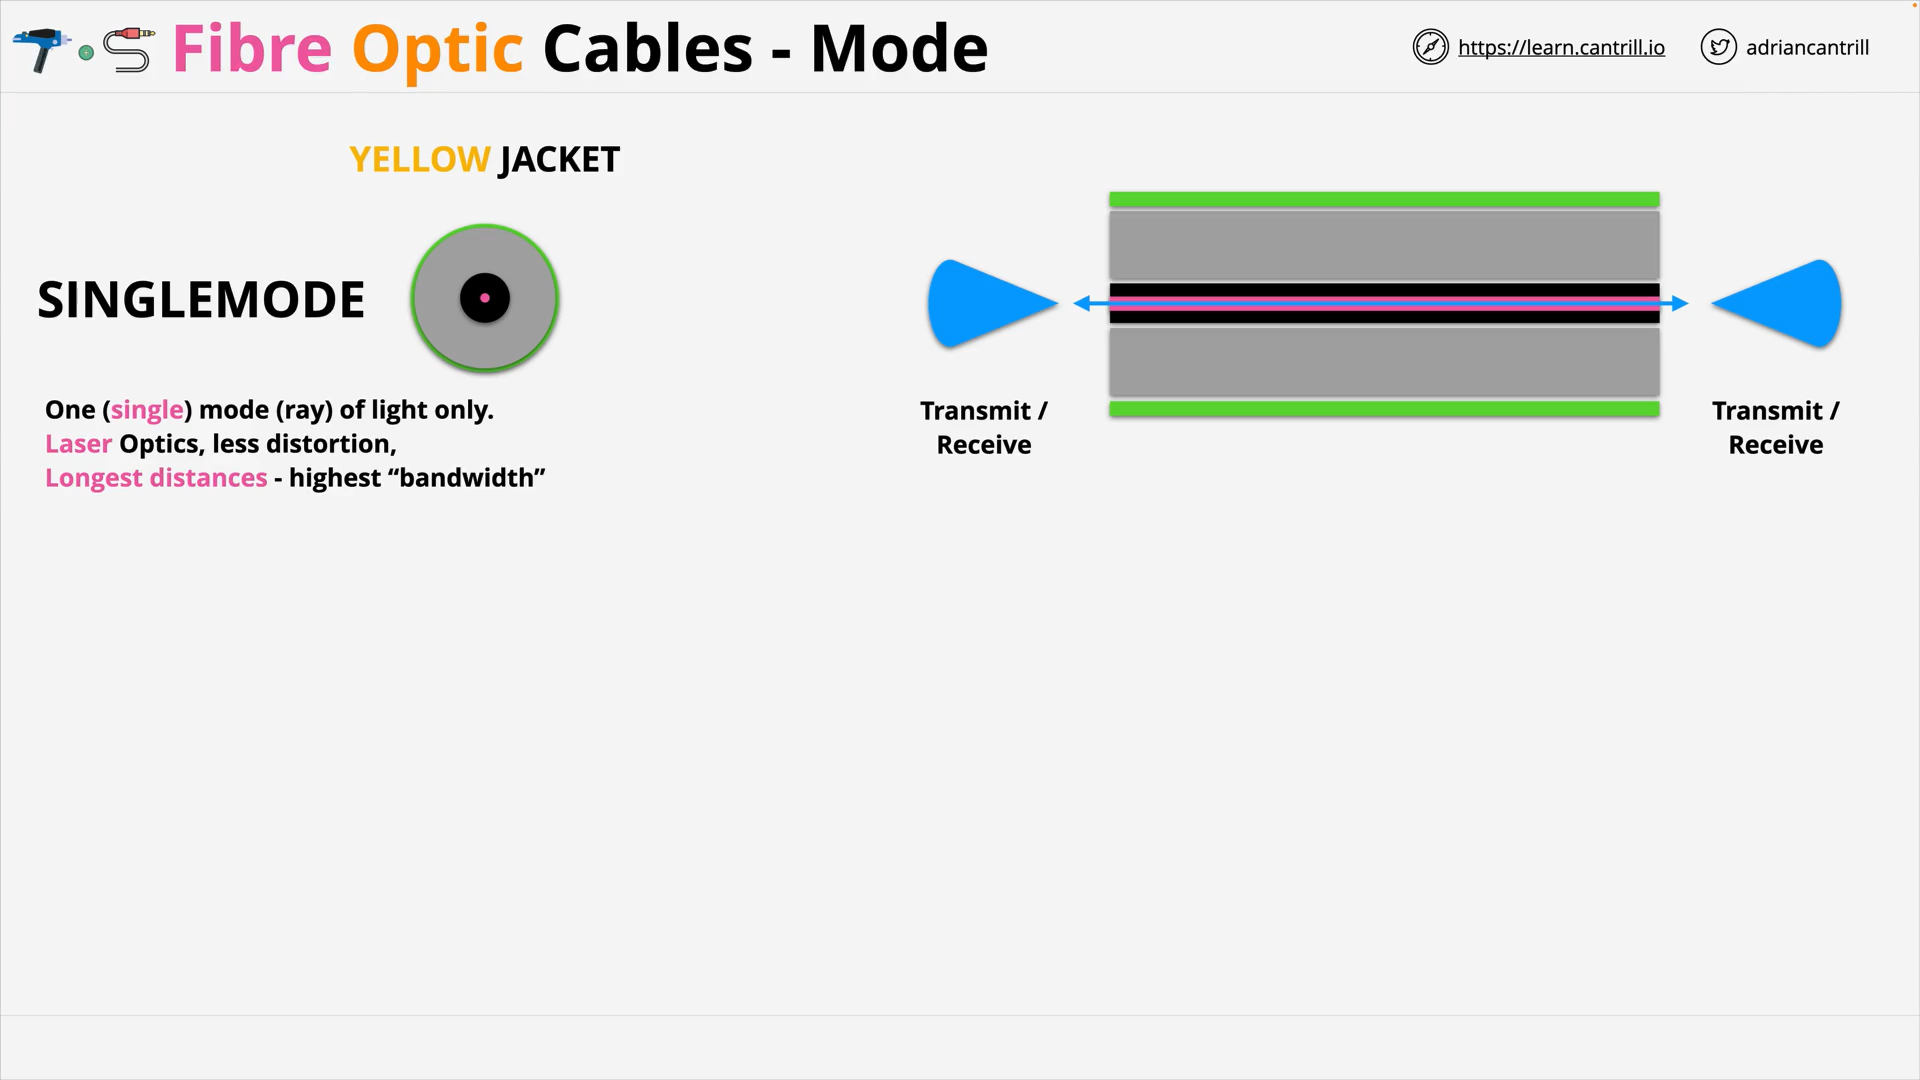 Fibre Optic Cables - Mode
https://learn.cantrill.io
adriancantrill
YELLOW JACKET
SINGLEMODE
One (single) mode (ray) of light only.
Laser Optics, less distortion,
Longest distances - highest “bandwidth”
Transmit /
Receive
Transmit /
Receive